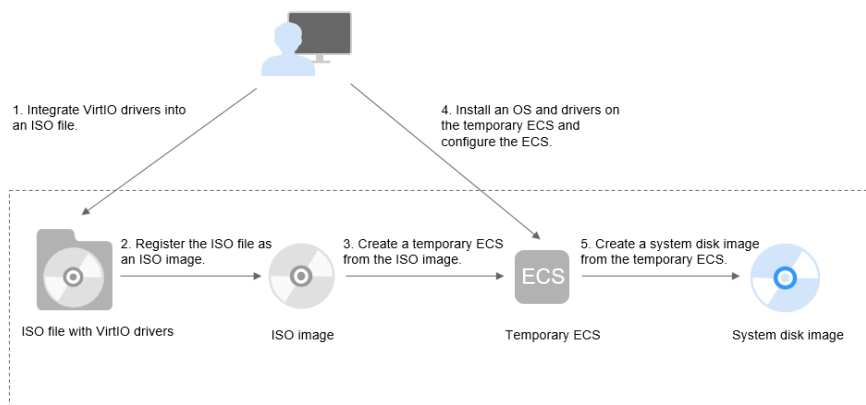 1. Integrate VirtIO drivers into
an ISO file.
4. Install an OS and drivers on
the temporary ECS and
configure the ECS.
2. Register the ISO file as
an ISO image.
3. Create a temporary ECS
from the ISO image.
ECS
5. Create a system disk image
from the temporary ECS.
ISO file with VirtIO drivers
ISO image
Temporary ECS
System disk image